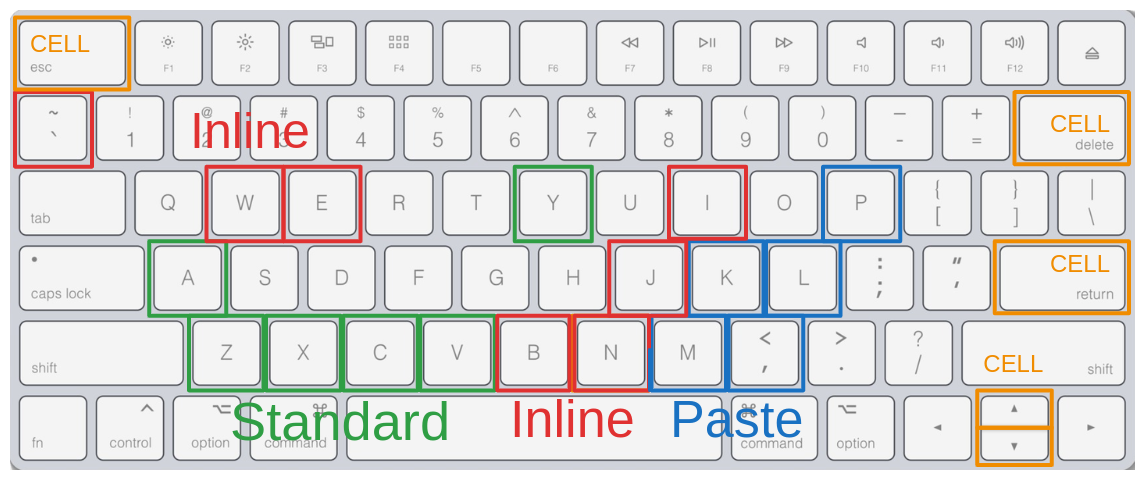 CELL
esc F1 F2 F3 F4 F5 F6 F7 F8 F9 F10 F11 F12
~ ! @ # $ % ^ & * ( ) — +
` 1 2 3 4 5 6 7 8 9 0 - =
Inline
CELL
delete
tab Q W E R T Y U I O P { [ } ] | \
caps lock A S D F G H J K L : ; " '
CELL
return
shift Z X C V B N M < , > . ? /
CELL
shift
fn control option command
Standard Inline Paste
command option